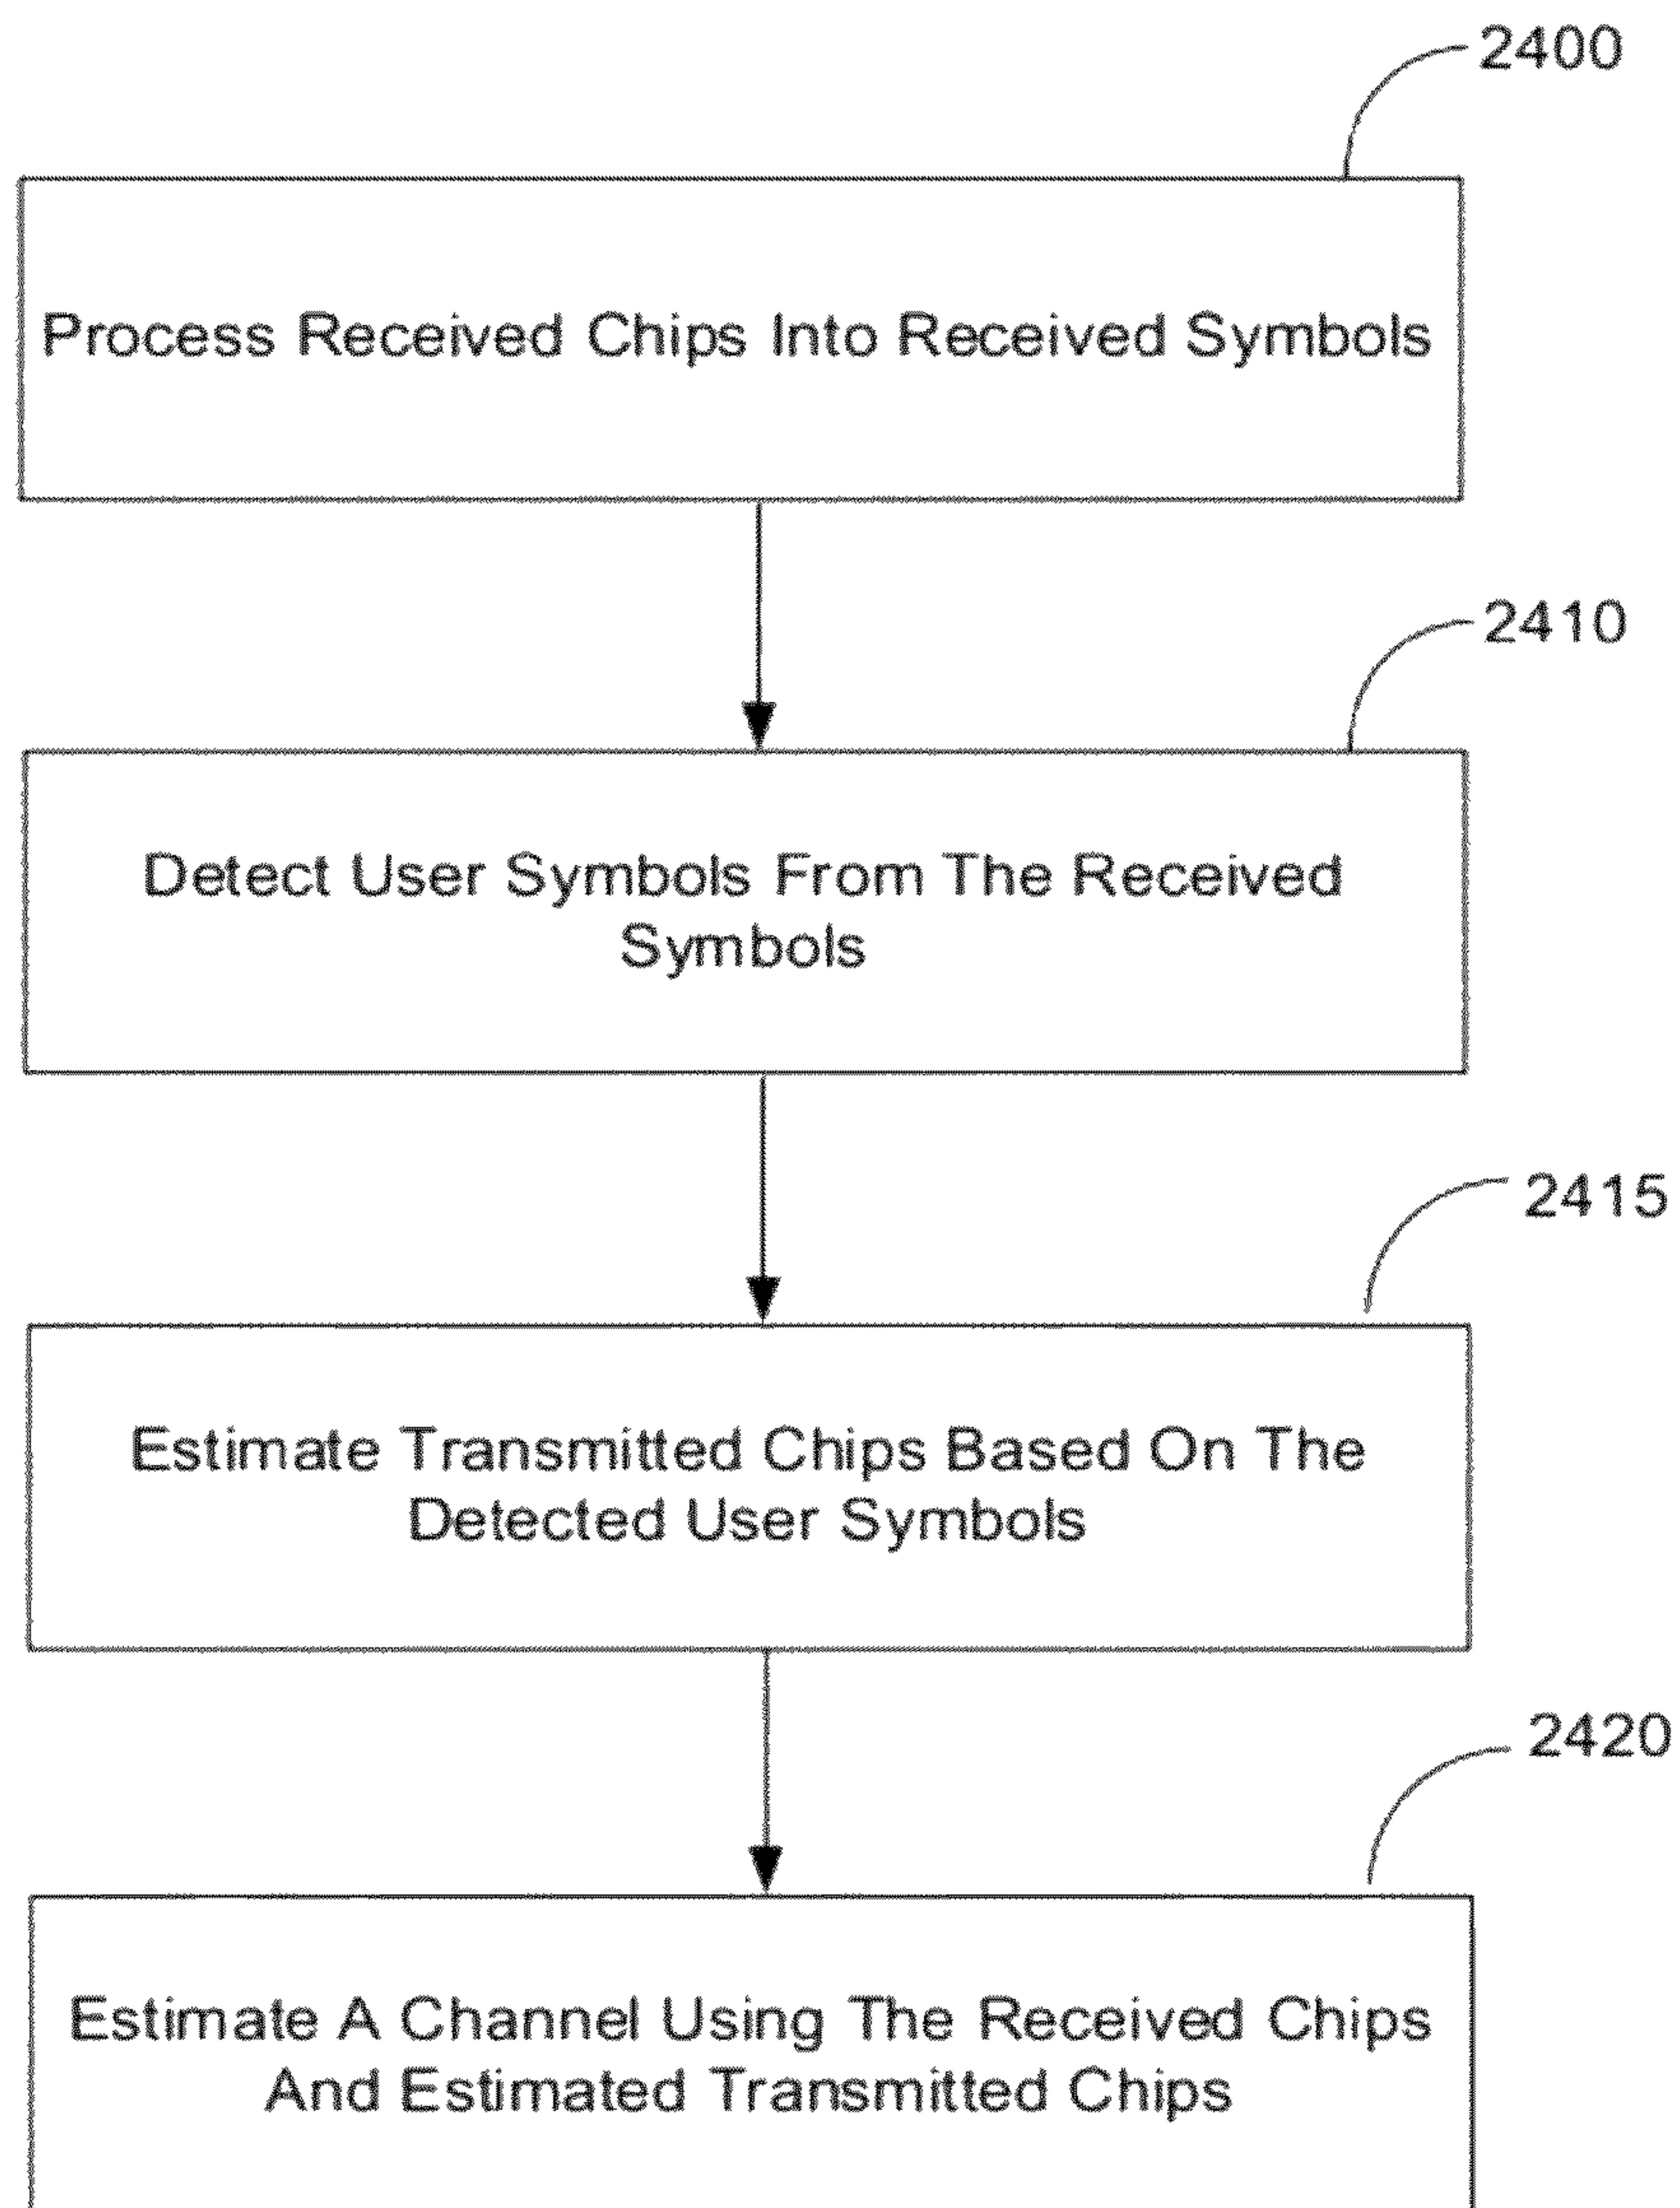 2400
Process Received Chips Into Received Symbols
2410
Detect User Symbols From The Received
Symbols
2415
Estimate Transmitted Chips Based On The
Detected User Symbols
2420
Estimate A Channel Using The Received Chips
And Estimated Transmitted Chips